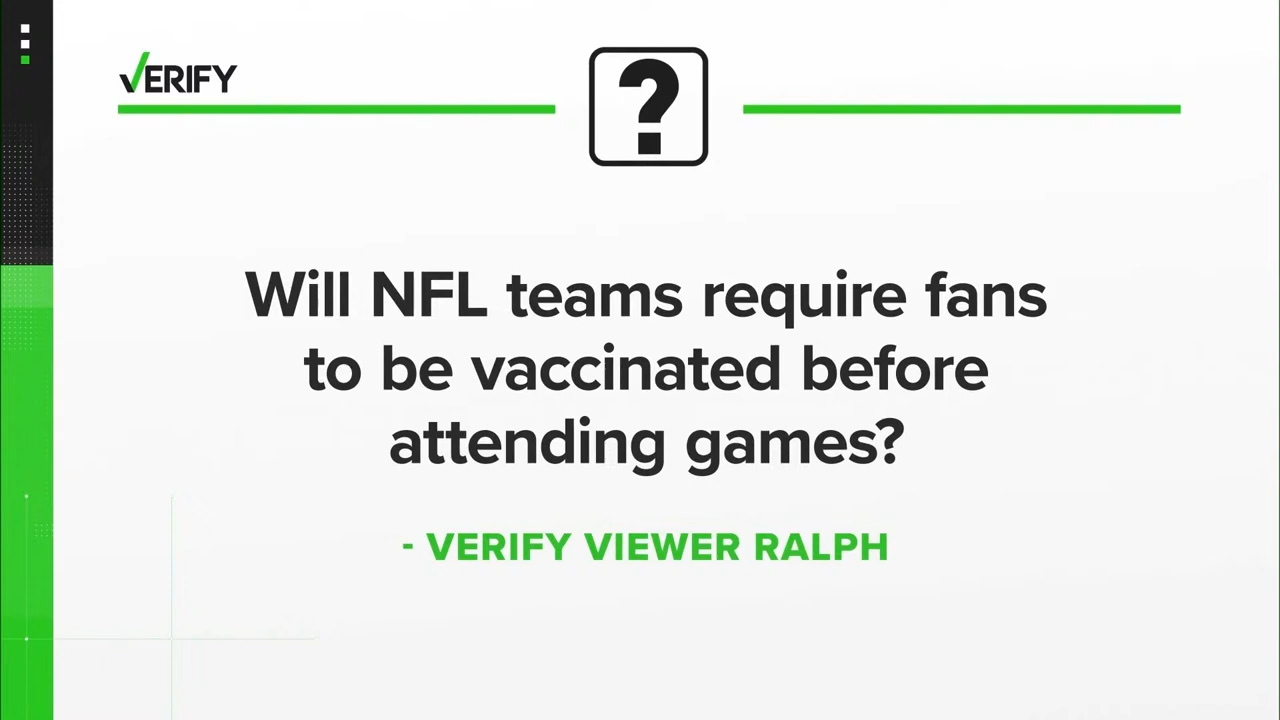 VERIFY
?
Will NFL teams require fans
to be vaccinated before
attending games?
- VERIFY VIEWER RALPH